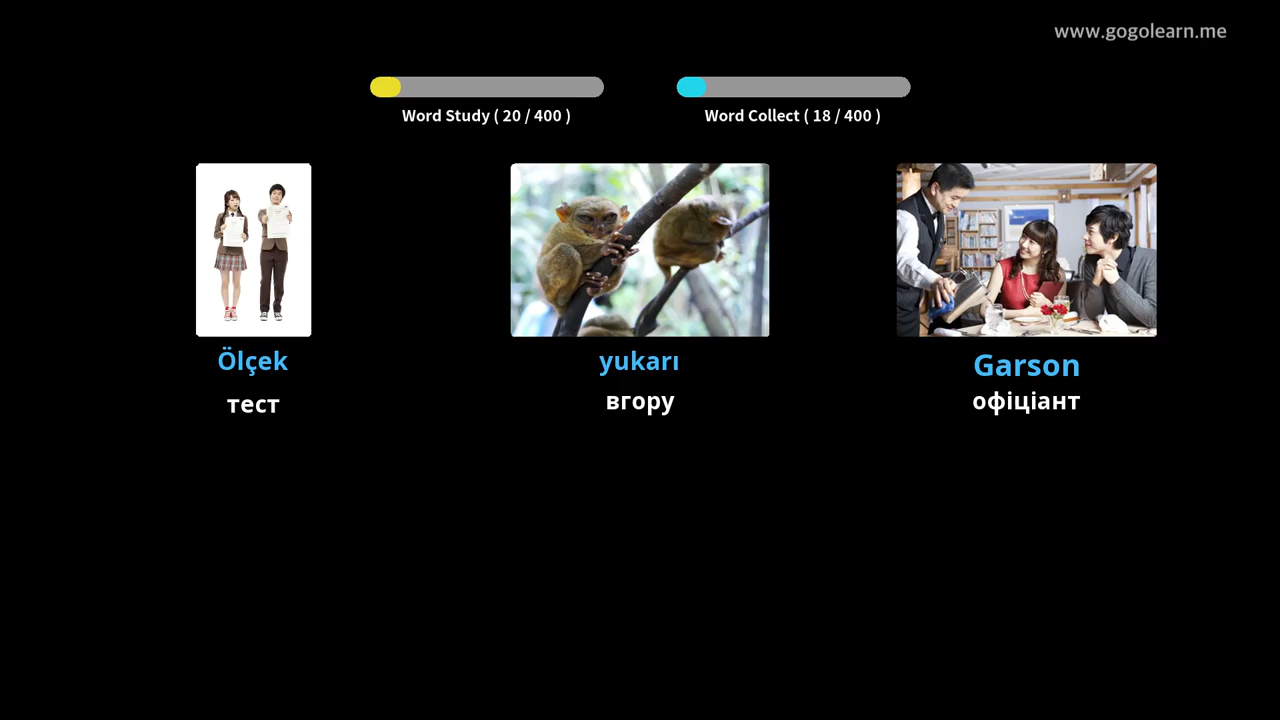 www.gogolearn.me
Word Study ( 20 / 400 )
Word Collect ( 18 / 400 )
Ölçek
тест
yukarı
вгору
Garson
офіціант